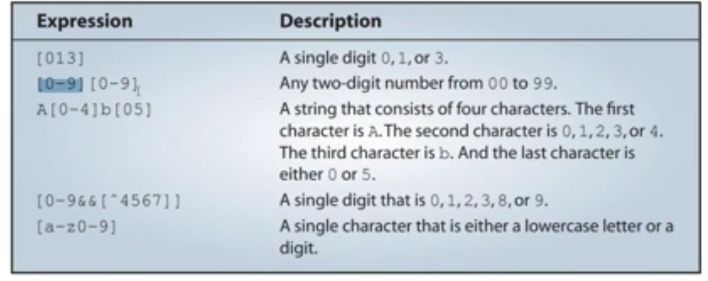 Expression Description
[013] A single digit 0, 1, or 3.
[0-9] [0-9] Any two-digit number from 00 to 99.
A[0-4]b[05] A string that consists of four characters. The first
character is A. The second character is 0, 1, 2, 3, or 4.
The third character is b. And the last character is
either 0 or 5.
[0-9&&[^4567]] A single digit that is 0, 1, 2, 3, 8, or 9.
[a-z0-9] A single character that is either a lowercase letter or a
digit.